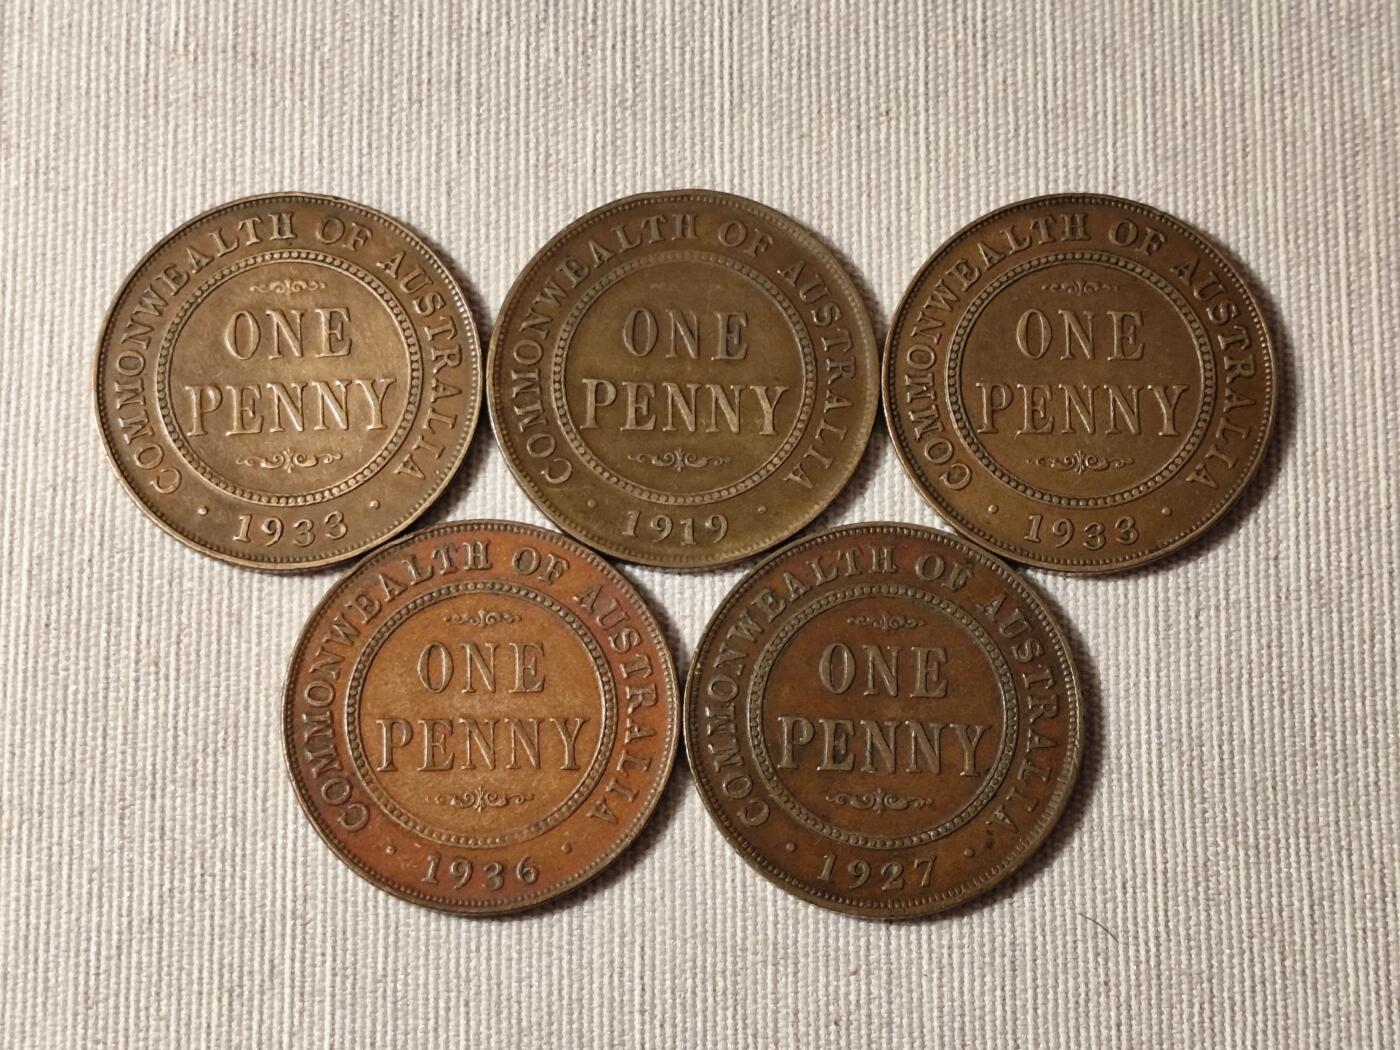 COMMONWEALTH OF AUSTRALIA
ONE
PENNY
· 1933 ·
COMMONWEALTH OF AUSTRALIA
ONE
PENNY
· 1919 ·
COMMONWEALTH OF AUSTRALIA
ONE
PENNY
· 1933 ·
COMMONWEALTH OF AUSTRALIA
ONE
PENNY
· 1936 ·
COMMONWEALTH OF AUSTRALIA
ONE
PENNY
· 1927 ·